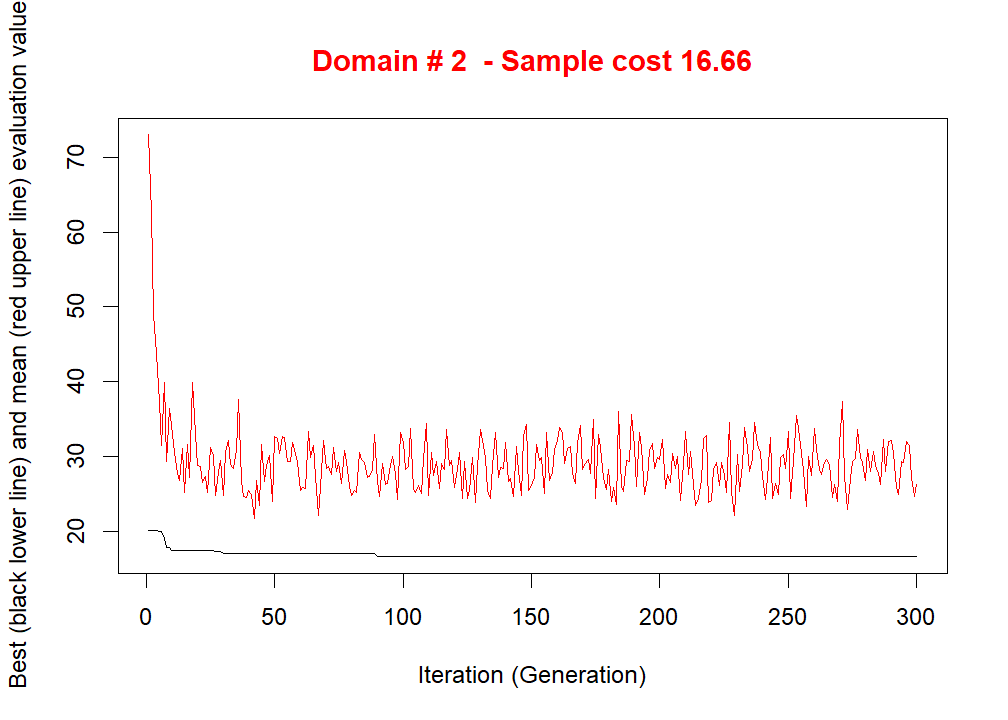 Domain # 2  - Sample cost 16.66
Best (black lower line) and mean (red upper line) evaluation value
70
60
50
40
30
20
0 50 100 150 200 250 300
Iteration (Generation)